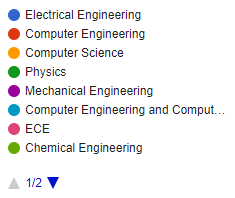 Electrical Engineering
Computer Engineering
Computer Science
Physics
Mechanical Engineering
Computer Engineering and Comput…
ECE
Chemical Engineering
1/2